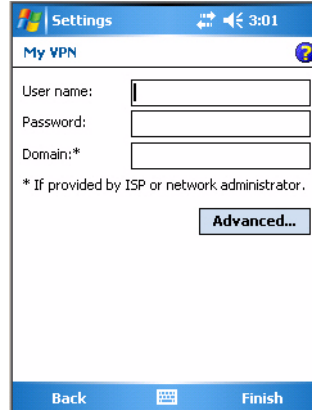 Settings 3:01
My VPN
User name:
Password:
Domain:*
* If provided by ISP or network administrator.
Advanced...
Back Finish